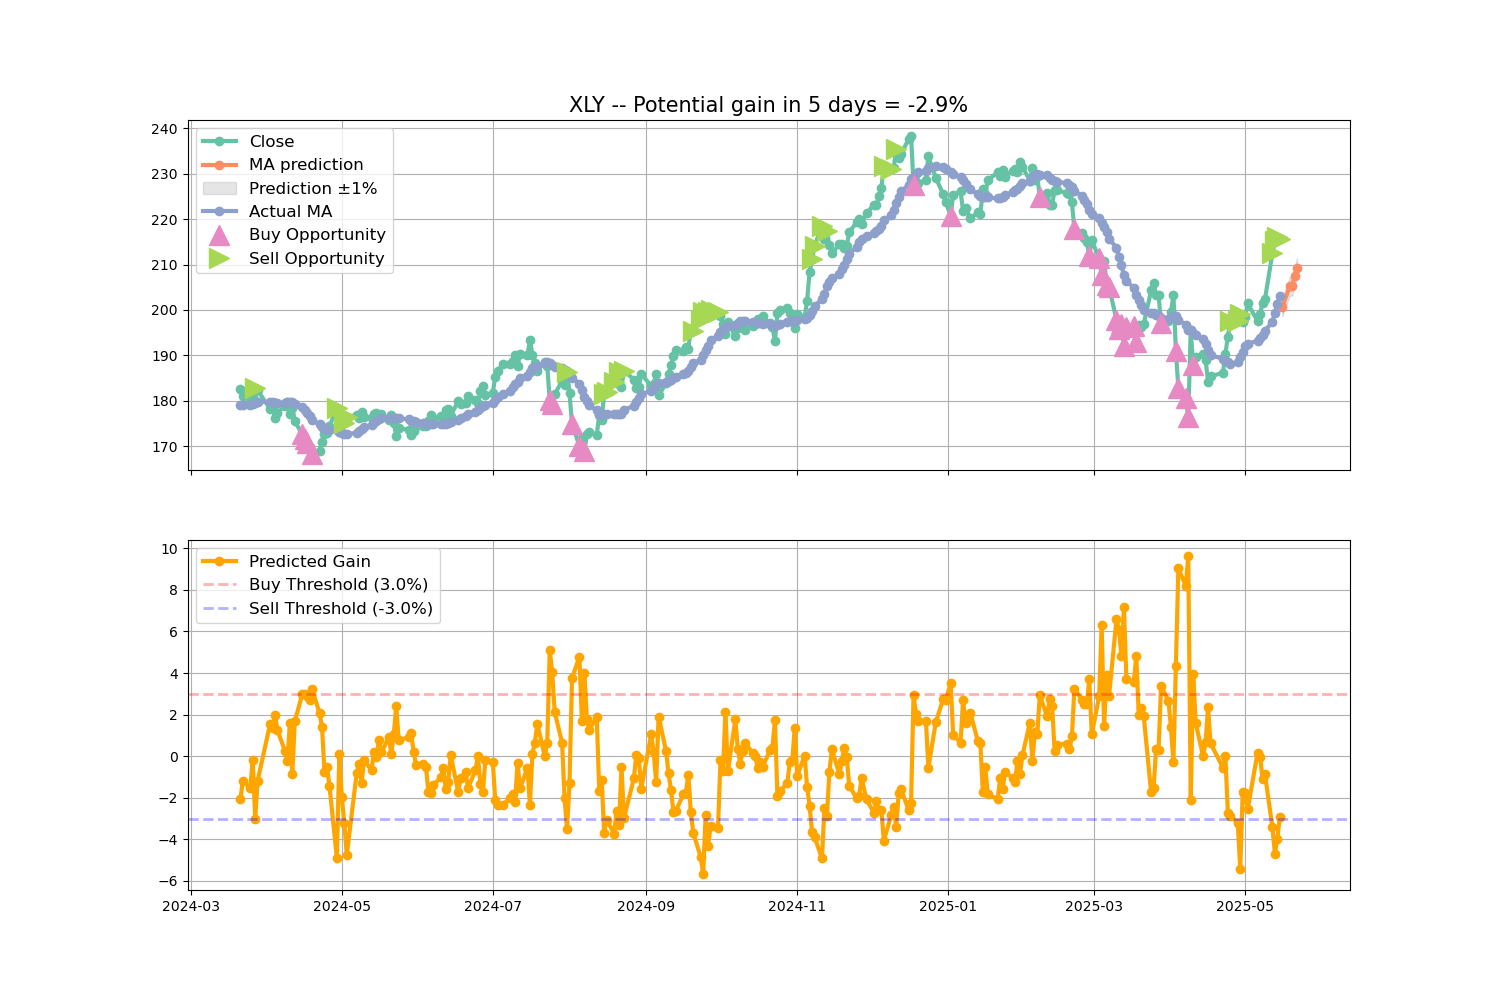 XLY -- Potential gain in 5 days = -2.9%
240
230
220
210
200
190
180
170
Close
MA prediction
Prediction ±1%
Actual MA
Buy Opportunity
Sell Opportunity
10
8
6
4
2
0
−2
−4
−6
Predicted Gain
Buy Threshold (3.0%)
Sell Threshold (-3.0%)
2024-03 2024-05 2024-07 2024-09 2024-11 2025-01 2025-03 2025-05